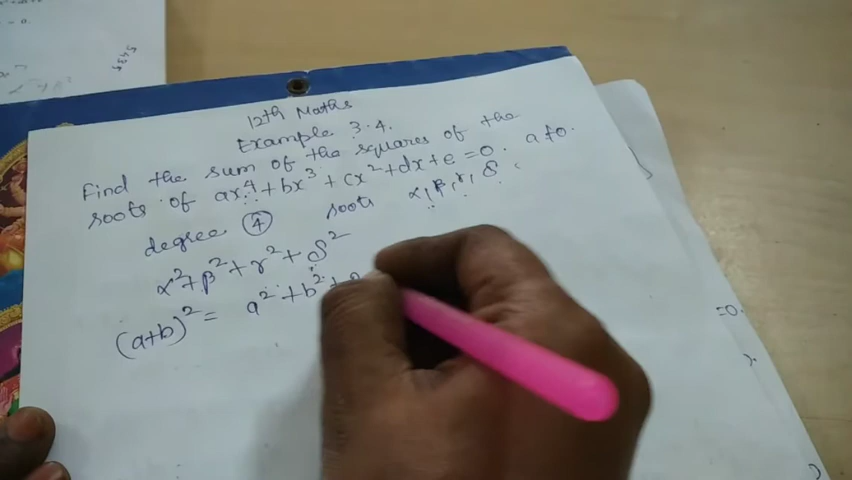 12th Maths
Example 3.4.
Find the sum of the squares of the
roots of ax⁴ + bx³ + cx² + dx + e = 0. a ≠ 0.
degree ④ roots α, β, γ, δ
α² + β² + γ² + δ²
(a+b)² = a² + b² +
= 0.